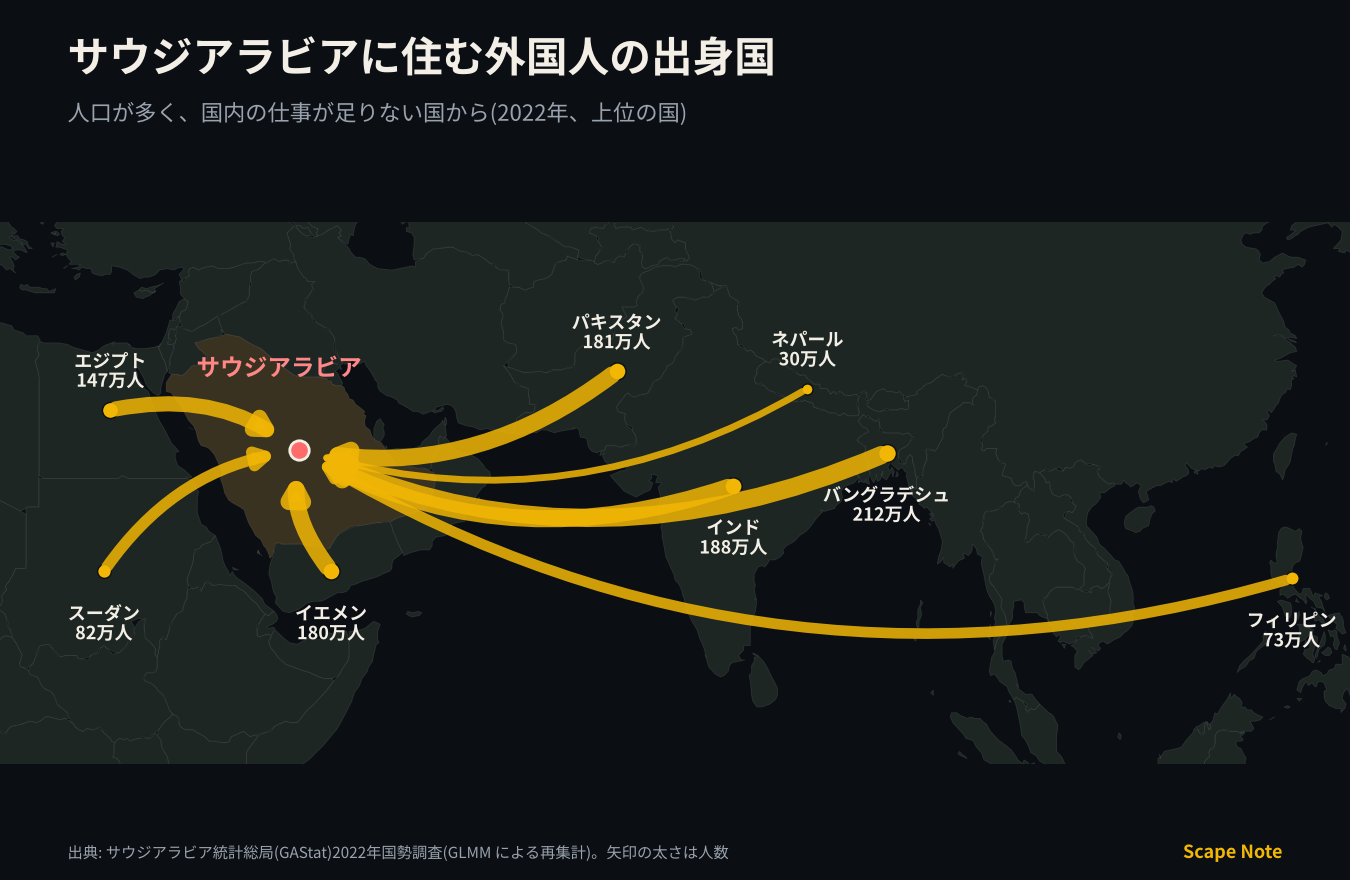 サウジアラビアに住む外国人の出身国
人口が多く、国内の仕事が足りない国から(2022年、上位の国)
パキスタン
181万人
ネパール
30万人
エジプト
147万人
サウジアラビア
バングラデシュ
212万人
インド
188万人
スーダン
82万人
イエメン
180万人
フィリピン
73万人
出典: サウジアラビア統計総局(GAStat)2022年国勢調査(GLMM による再集計)。矢印の太さは人数
Scape Note